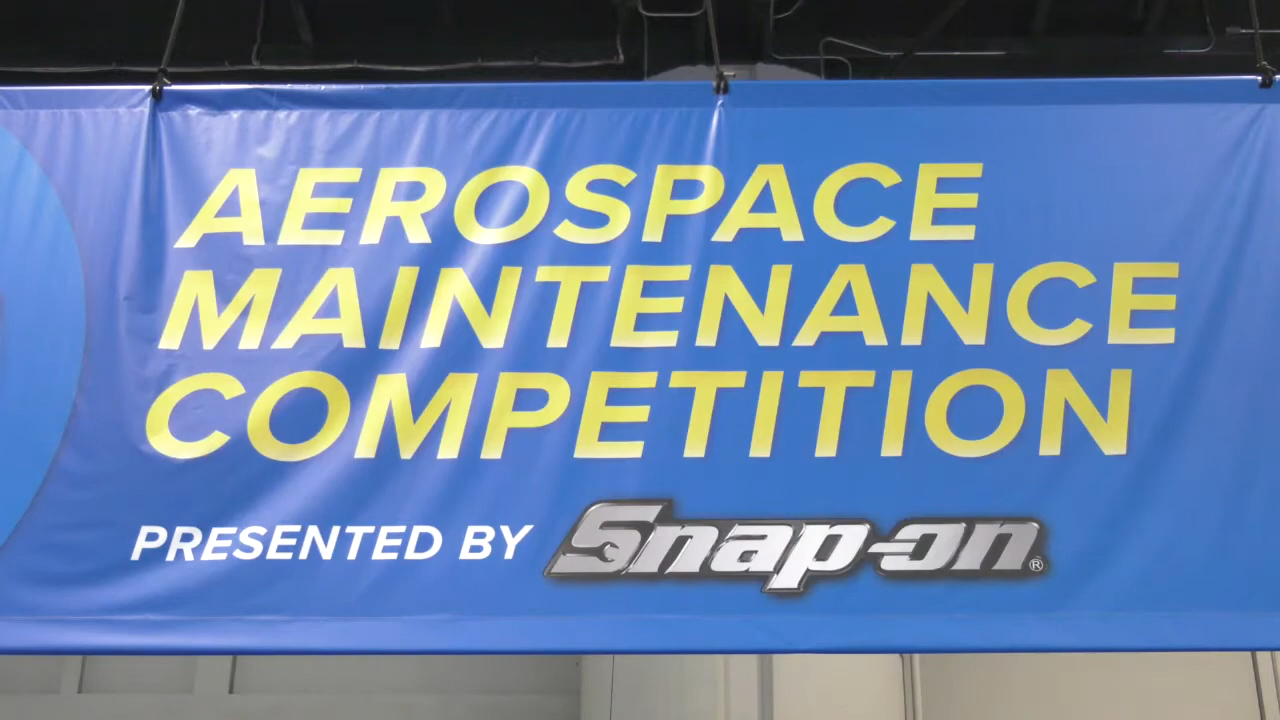 AEROSPACE
MAINTENANCE
COMPETITION
PRESENTED BY Snap-on®